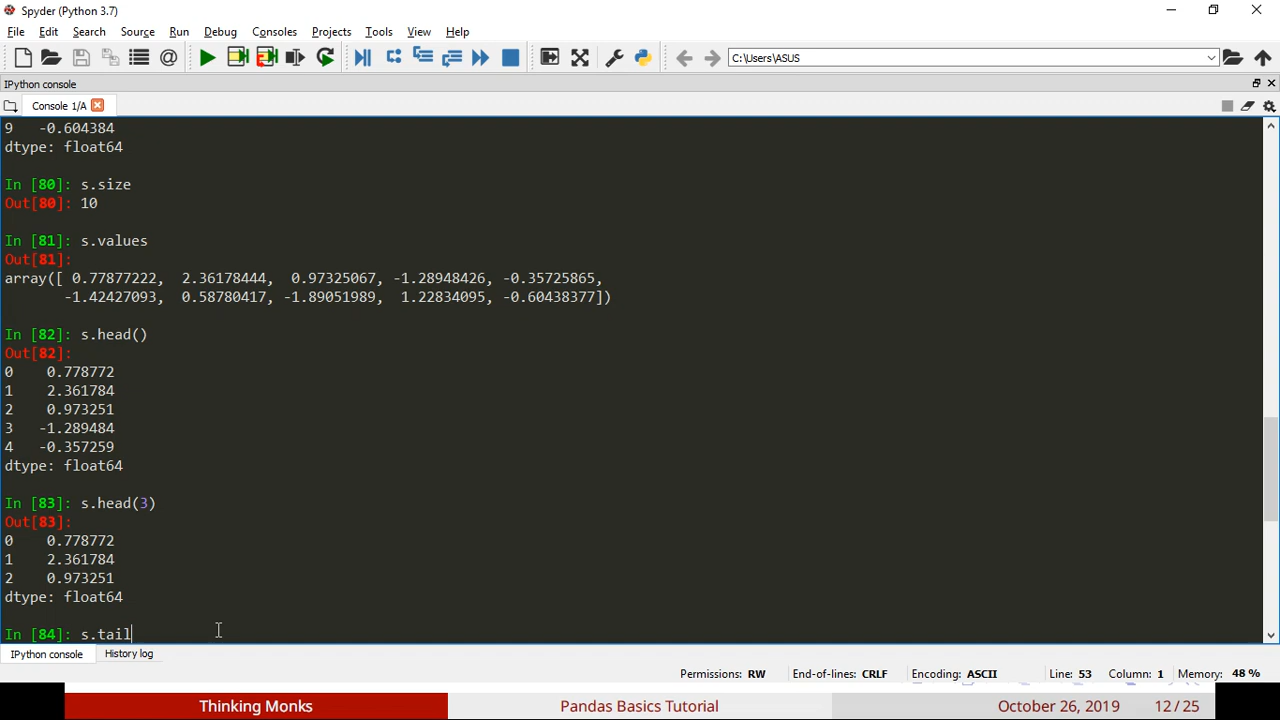 Spyder (Python 3.7)
File Edit Search Source Run Debug Consoles Projects Tools View Help
C:\Users\ASUS
IPython console
Console 1/A
9   -0.604384
dtype: float64
In [80]: s.size
Out[80]: 10
In [81]: s.values
Out[81]:
array([ 0.77877222,  2.36178444,  0.97325067, -1.28948426, -0.35725865,
       -1.42427093,  0.58780417, -1.89051989,  1.22834095, -0.60438377])
In [82]: s.head()
Out[82]:
0    0.778772
1    2.361784
2    0.973251
3   -1.289484
4   -0.357259
dtype: float64
In [83]: s.head(3)
Out[83]:
0    0.778772
1    2.361784
2    0.973251
dtype: float64
In [84]: s.tail
IPython console History log
Permissions: RW End-of-lines: CRLF Encoding: ASCII Line: 53 Column: 1 Memory: 48 %
Thinking Monks Pandas Basics Tutorial October 26, 2019 12 / 25